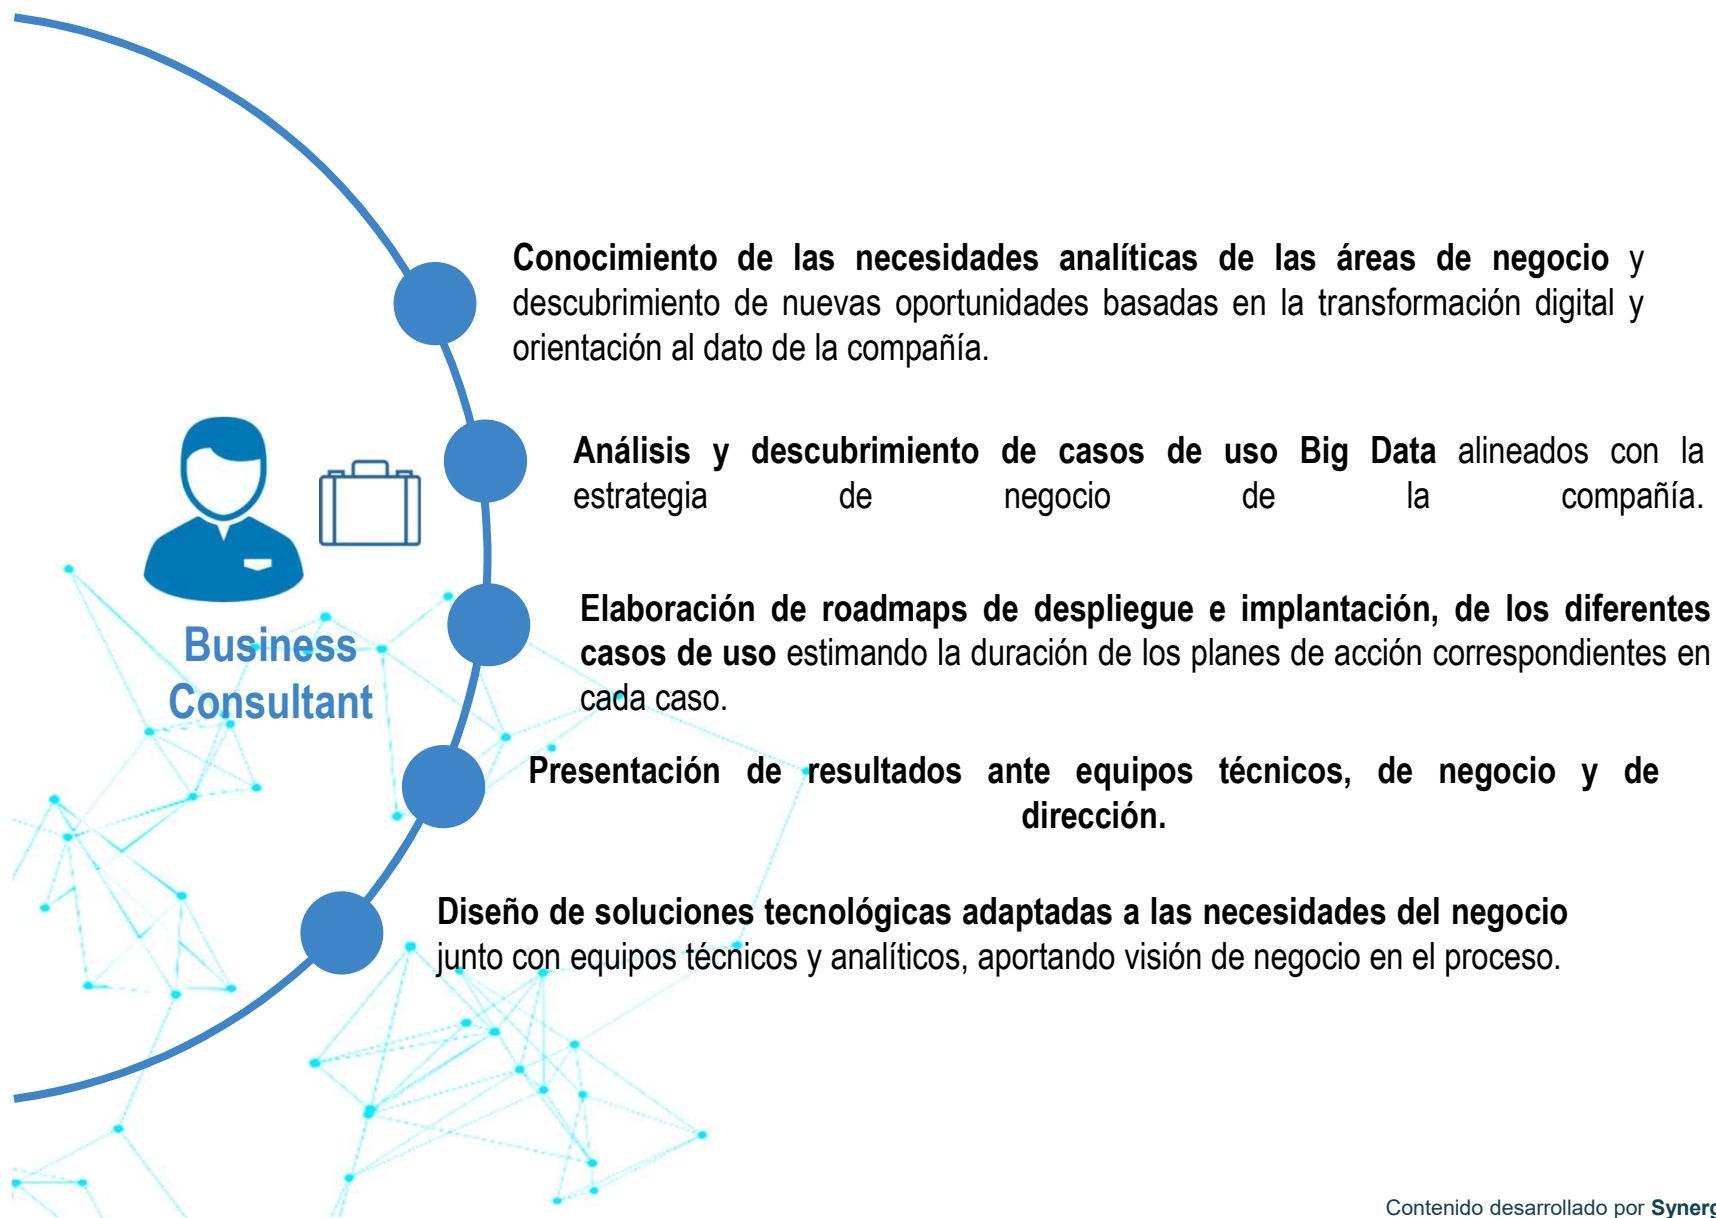 Conocimiento de las necesidades analíticas de las áreas de negocio y
descubrimiento de nuevas oportunidades basadas en la transformación digital y
orientación al dato de la compañía.
Análisis y descubrimiento de casos de uso Big Data alineados con la
estrategia de negocio de la compañía.
Business
Consultant
Elaboración de roadmaps de despliegue e implantación, de los diferentes
casos de uso estimando la duración de los planes de acción correspondientes en
cada caso.
Presentación de resultados ante equipos técnicos, de negocio y de
dirección.
Diseño de soluciones tecnológicas adaptadas a las necesidades del negocio
junto con equipos técnicos y analíticos, aportando visión de negocio en el proceso.
Contenido desarrollado por